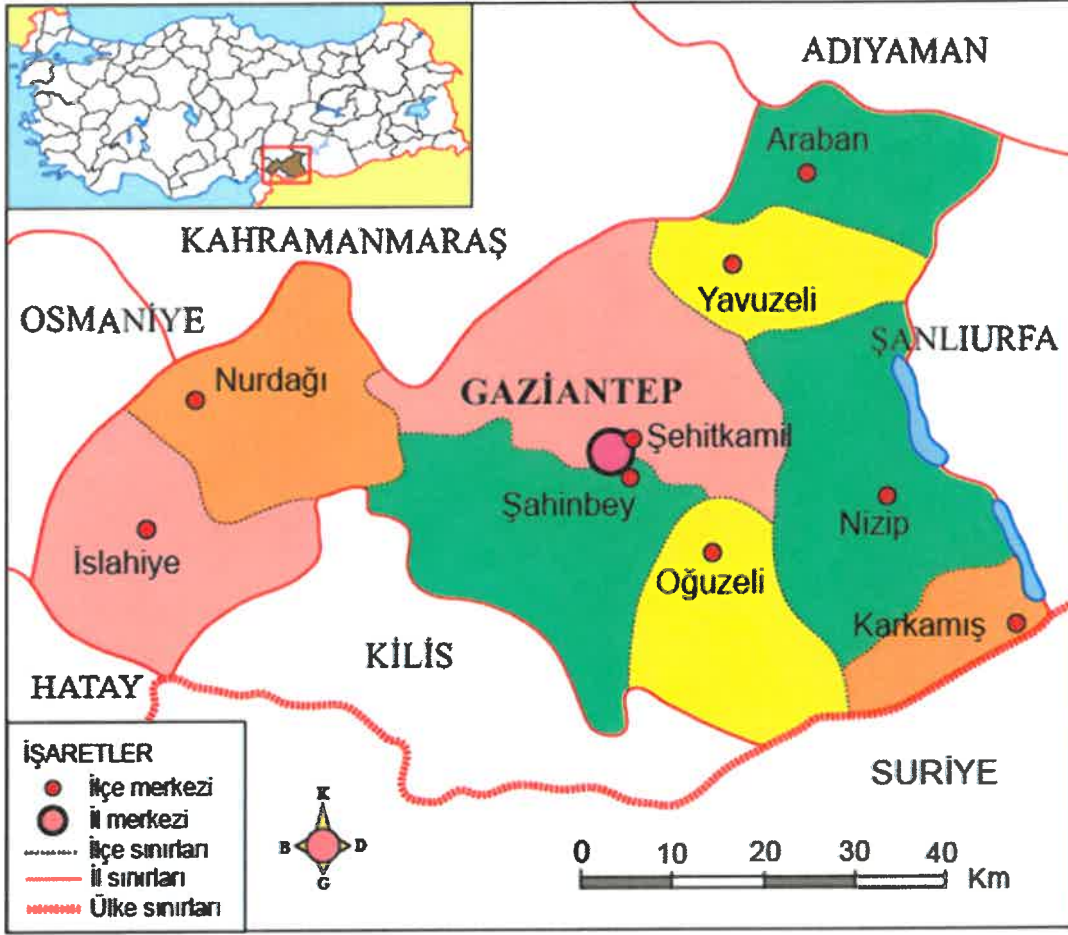 ADIYAMAN
Araban
KAHRAMANMARAŞ
Yavuzeli
OSMANİYE
ŞANLIURFA
Nurdağı
GAZİANTEP
Şehitkamil
Şahinbey
Nizip
İslahiye
Oğuzeli
Karkamış
KİLİS
HATAY
SURİYE
İŞARETLER
İlçe merkezi
İl merkezi
İlçe sınırları
İl sınırları
Ülke sınırları
K
B D
G
0 10 20 30 40
Km